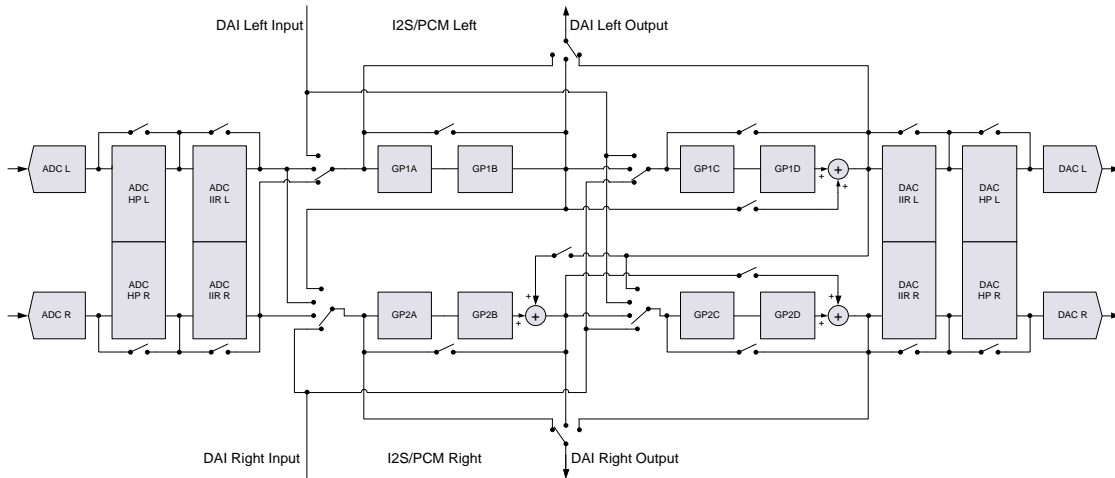 DAI Left Input
I2S/PCM Left
DAI Left Output
ADC L
ADC
HP L
ADC
IIR L
GP1A
GP1B
GP1C
GP1D
+
+
+
DAC
IIR L
DAC
HP L
DAC L
ADC R
ADC
HP R
ADC
IIR R
GP2A
GP2B
+
+
+
GP2C
GP2D
+
+
+
DAC
IIR R
DAC
HP R
DAC R
DAI Right Input
I2S/PCM Right
DAI Right Output